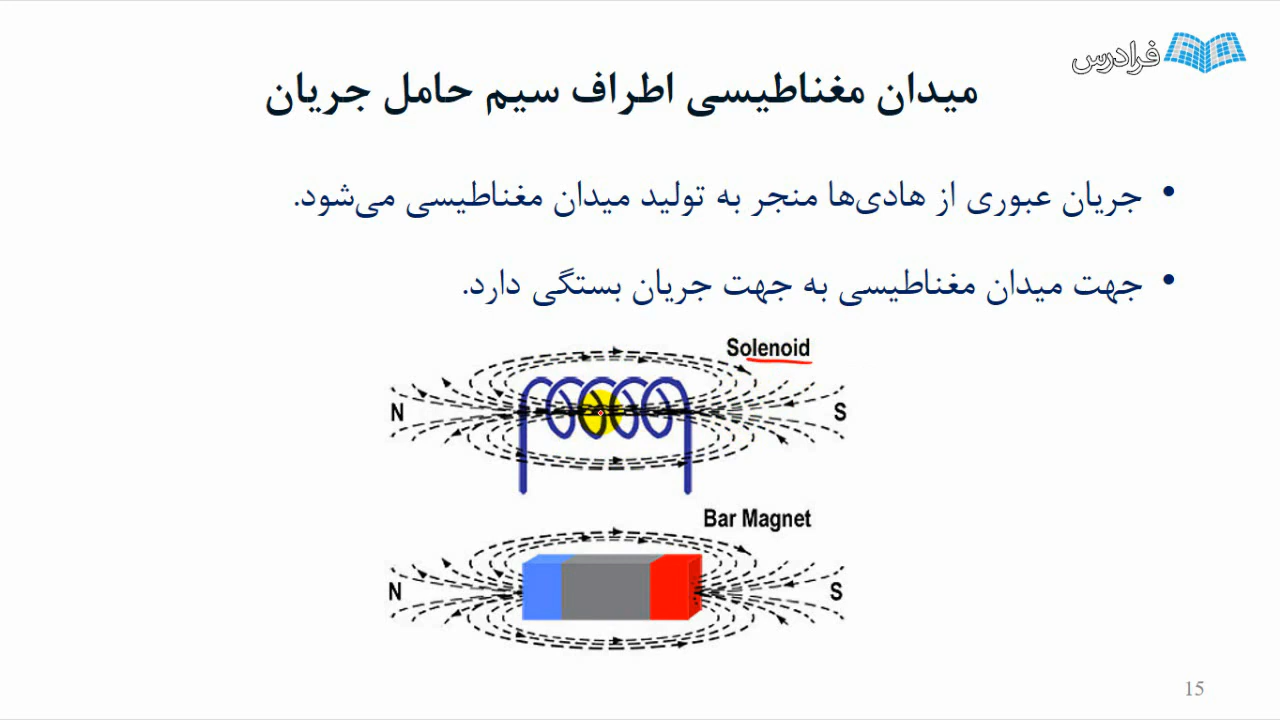 فرادرس
میدان مغناطیسی اطراف سیم حامل جریان
• جریان عبوری از هادی‌ها منجر به تولید میدان مغناطیسی می‌شود.
• جهت میدان مغناطیسی به جهت جریان بستگی دارد.
Solenoid
N S
Bar Magnet
N S
15